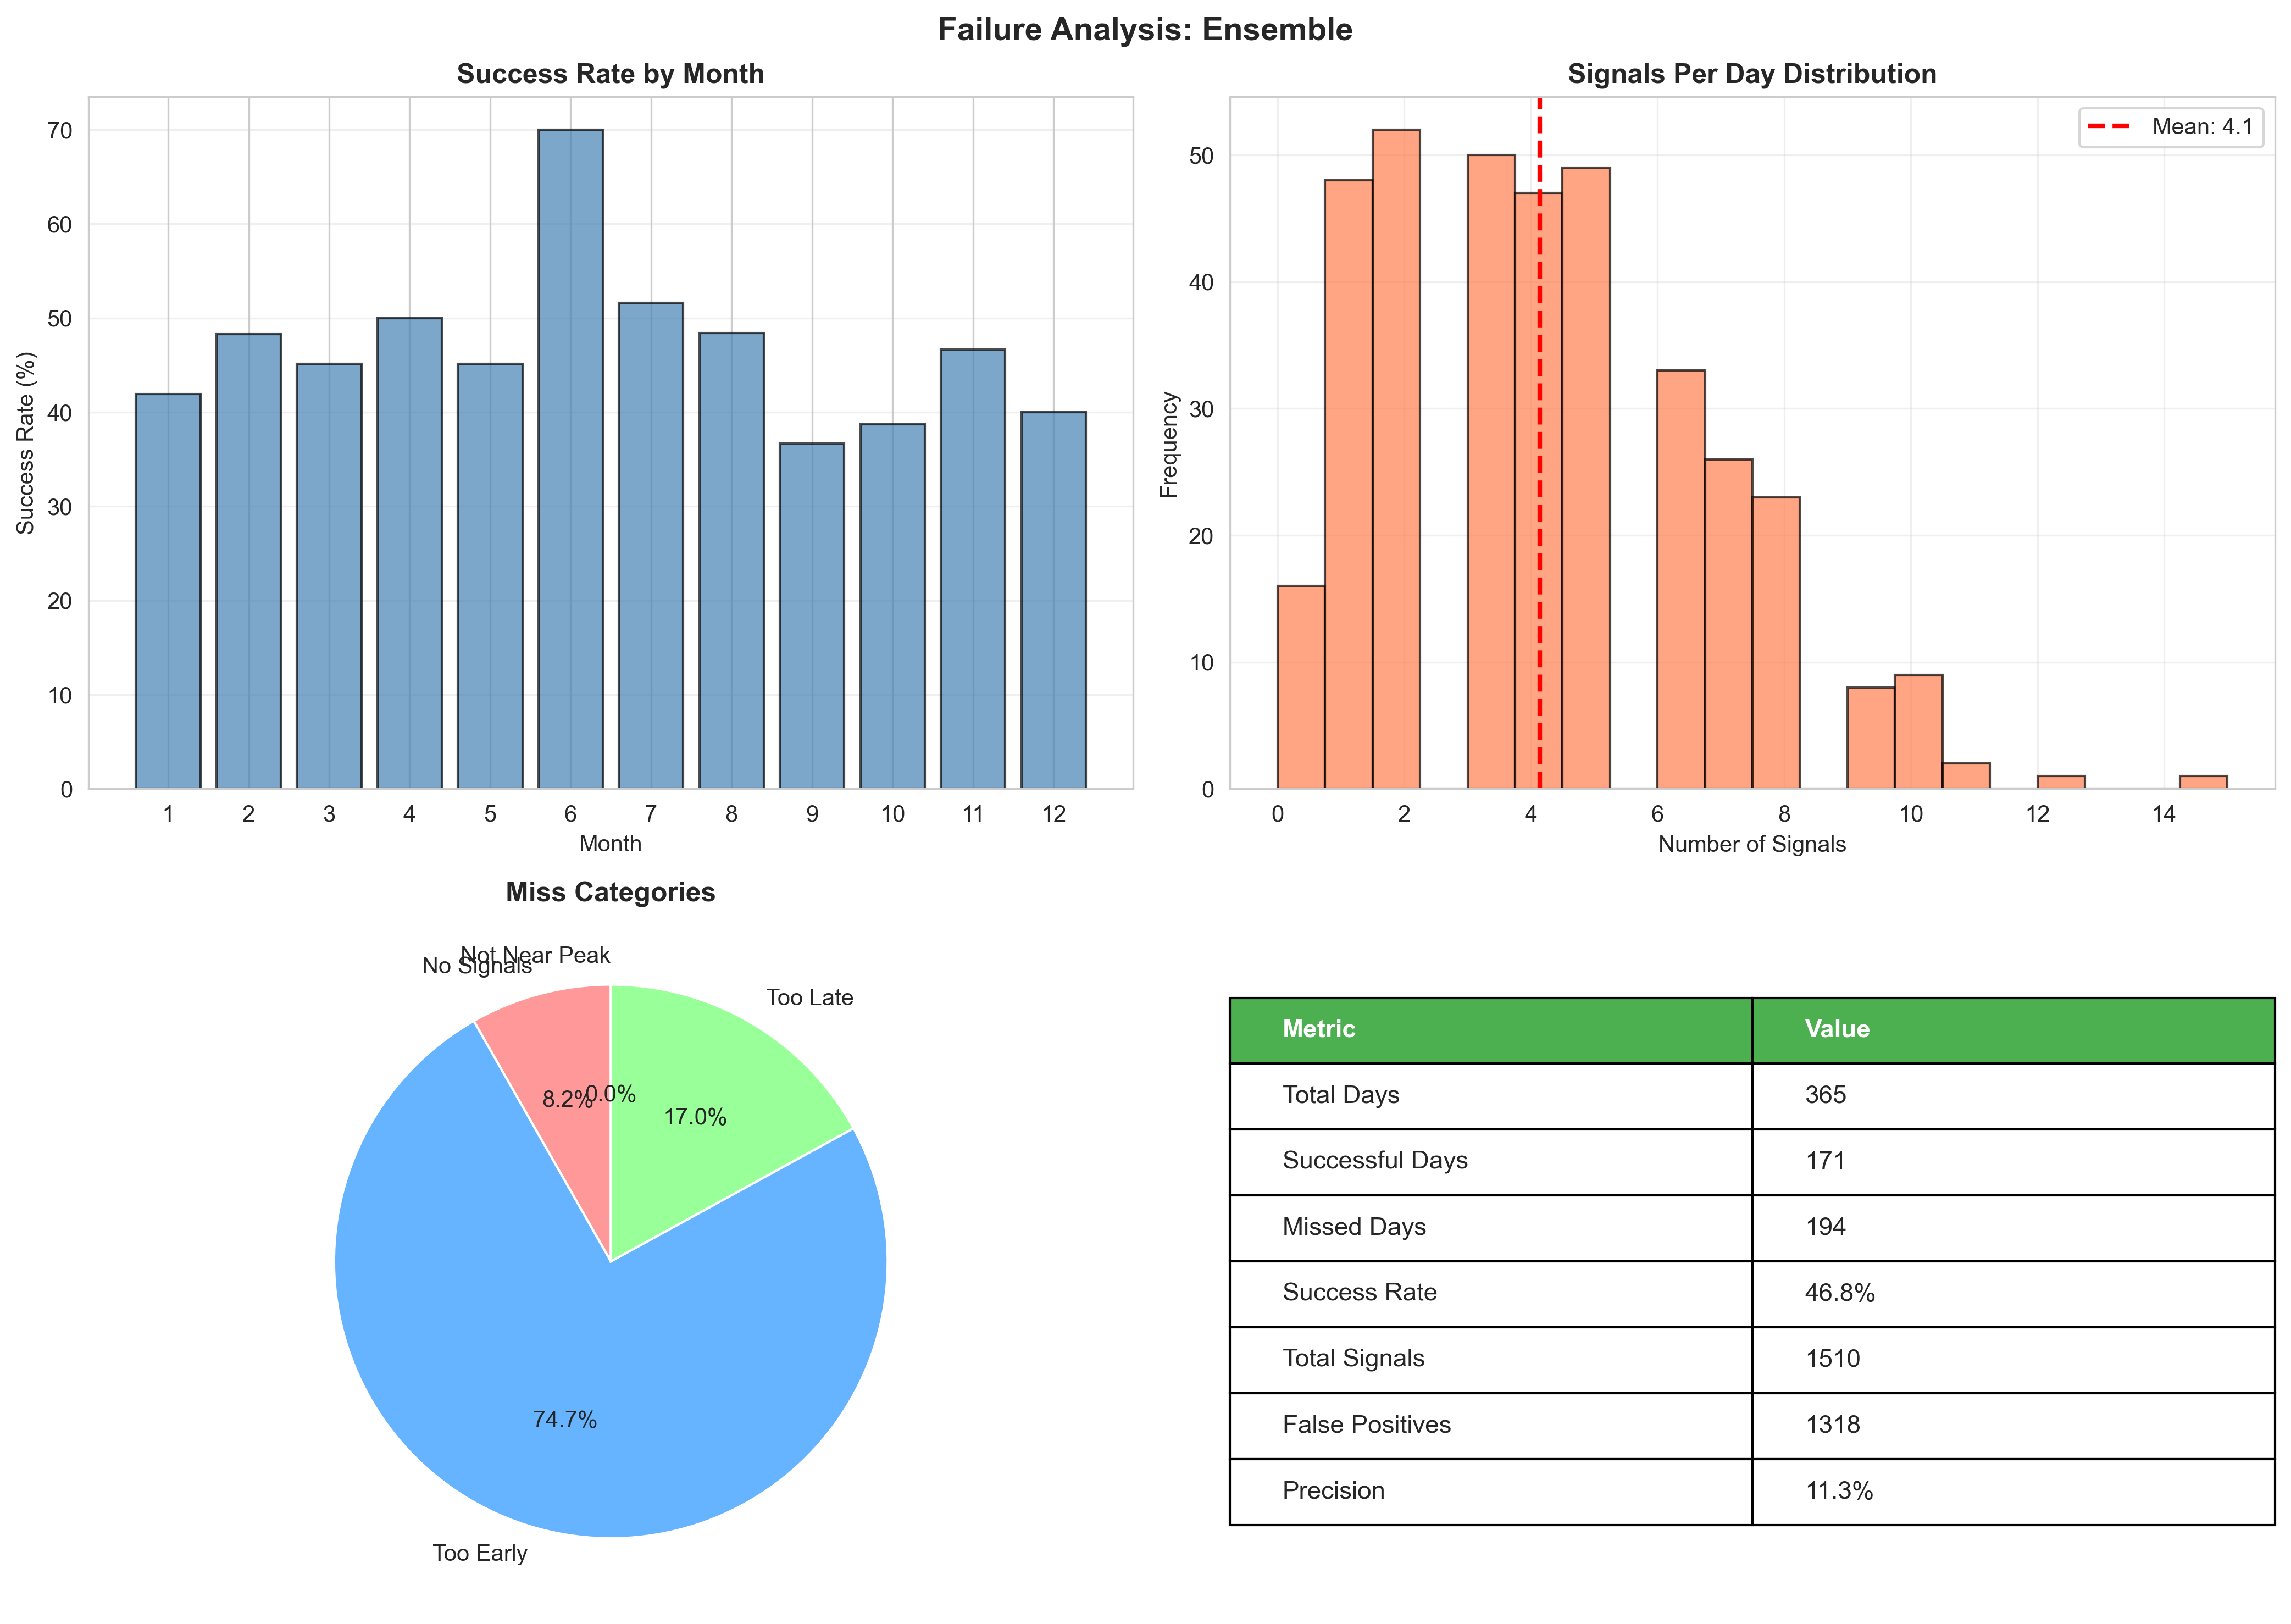 Failure Analysis: Ensemble
Success Rate by Month
Success Rate (%)
70
60
50
40
30
20
10
0
1 2 3 4 5 6 7 8 9 10 11 12
Month
Signals Per Day Distribution
Mean: 4.1
Frequency
50
40
30
20
10
0
0 2 4 6 8 10 12 14
Number of Signals
Miss Categories
Not Near Peak
No Signals
Too Late
8.2%
0.0%
17.0%
74.7%
Too Early
Metric Value
Total Days 365
Successful Days 171
Missed Days 194
Success Rate 46.8%
Total Signals 1510
False Positives 1318
Precision 11.3%